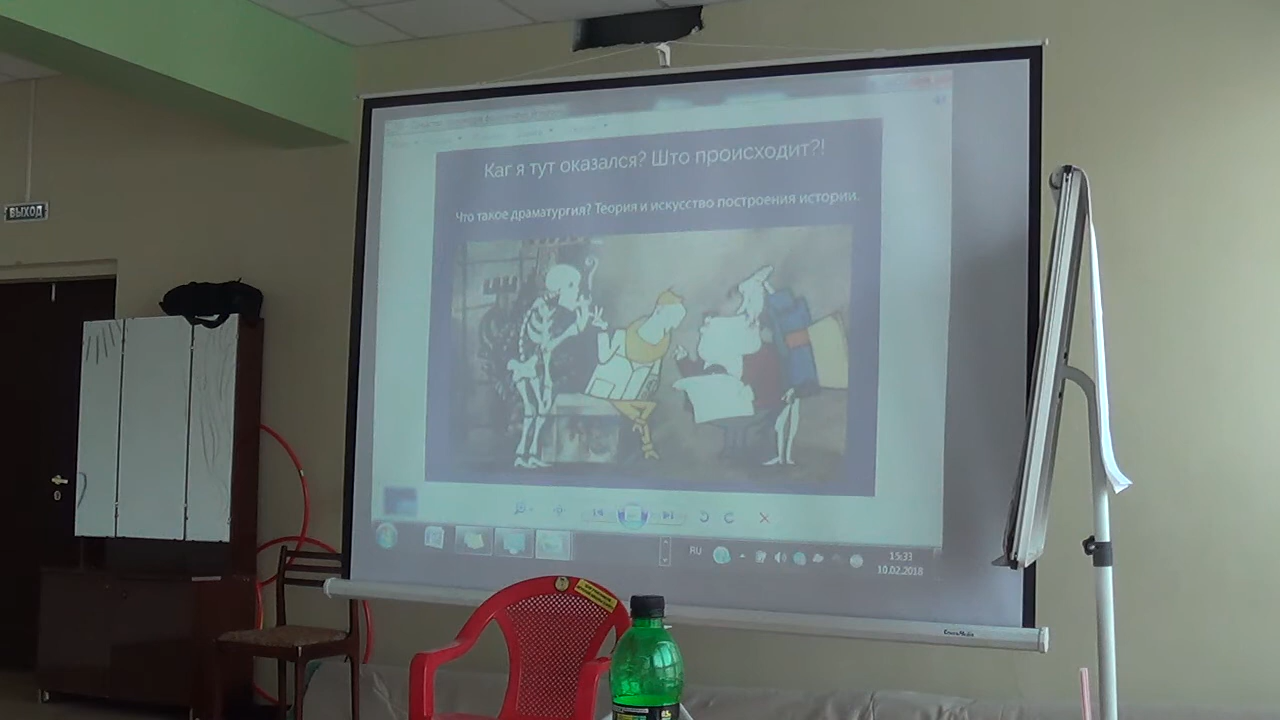 Каг я тут оказался? Што происходит?!
Что такое драматургия? Теория и искусство построения истории.
ВЫХОД
RU
15:33
10.02.2018